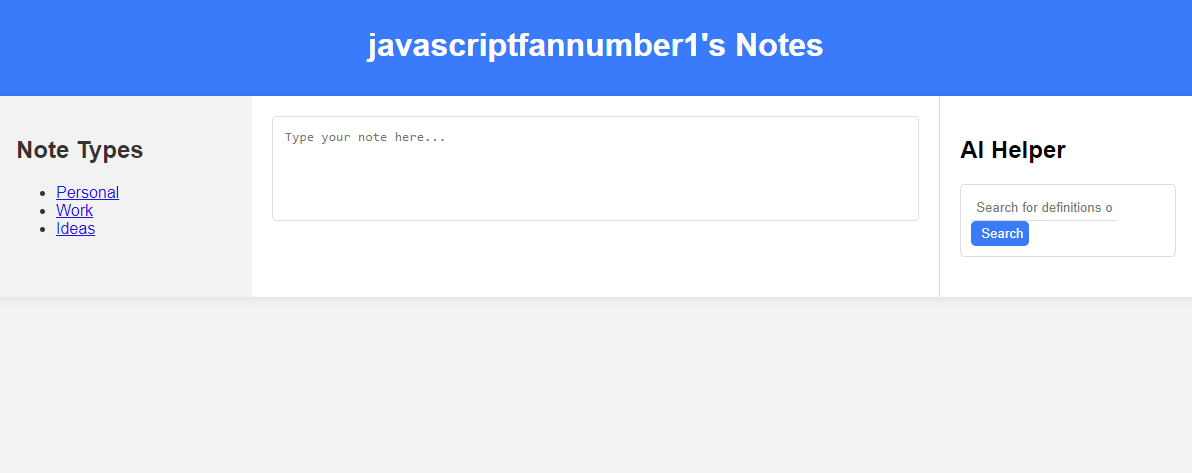 javascriptfannumber1's Notes
Note Types
Personal
Work
Ideas
Type your note here...
AI Helper
Search for definitions o
Search